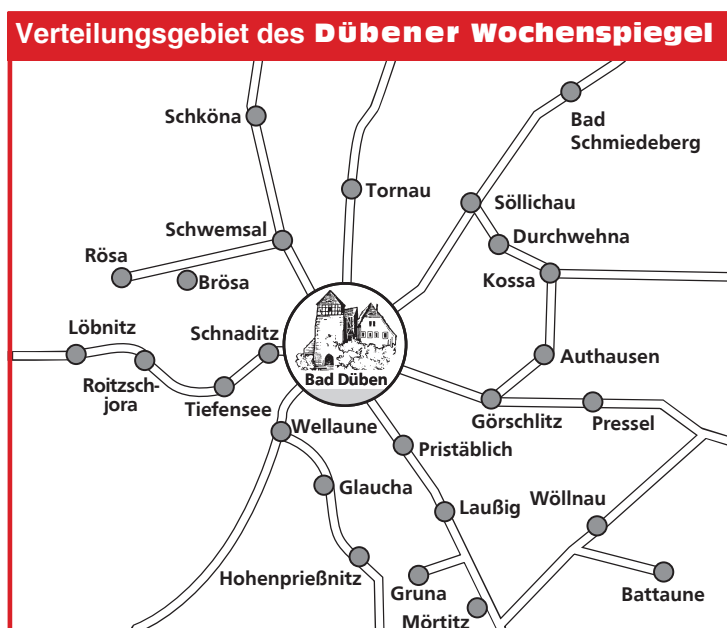 Verteilungsgebiet des Dübener Wochenspiegel
Schköna
Bad
Schmiedeberg
Tornau
Söllichau
Schwemsal
Durchwehna
Rösa
Brösa
Kossa
Löbnitz
Schnaditz
Authausen
Roitzsch-
jora
Bad Düben
Tiefensee
Görschlitz
Pressel
Wellaune
Pristäblich
Glaucha
Laußig
Wöllnau
Hohenprießnitz
Gruna
Battaune
Mörtitz